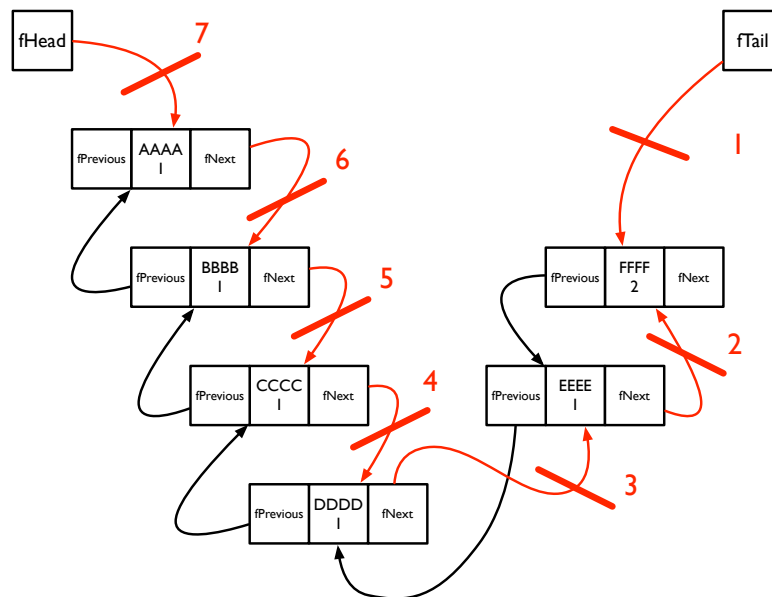 fHead
7
fTail
1
fPrevious
AAAA
1
fNext
6
fPrevious
BBBB
1
fNext
5
fPrevious
FFFF
2
fNext
2
fPrevious
CCCC
1
fNext
4
fPrevious
EEEE
1
fNext
3
fPrevious
DDDD
1
fNext